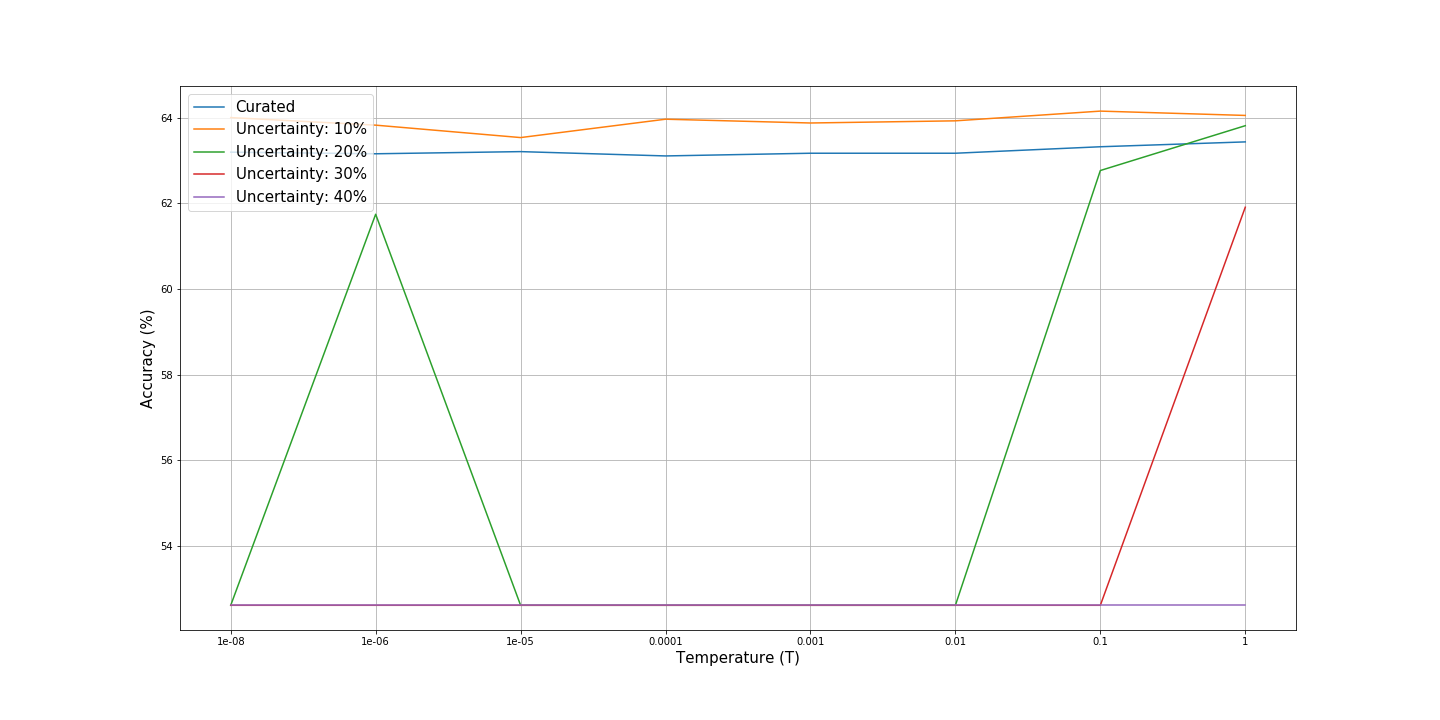 Curated
Uncertainty: 10%
Uncertainty: 20%
Uncertainty: 30%
Uncertainty: 40%
64
62
60
58
56
54
Accuracy (%)
1e-08 1e-06 1e-05 0.0001 0.001 0.01 0.1 1
Temperature (T)